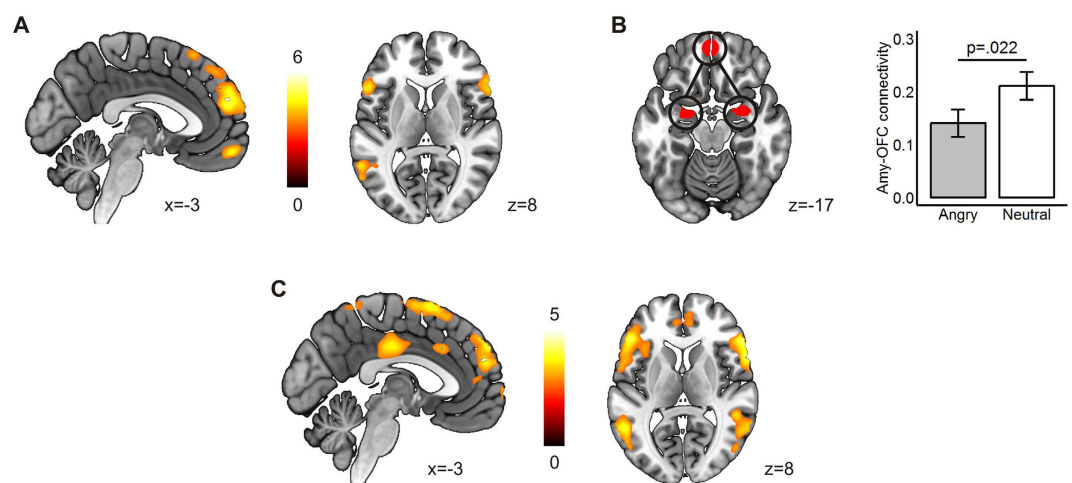 A
6
0
x=-3
z=8
B
z=-17
Amy-OFC connectivity
0.3
0.2
0.1
0.0
p=.022
Angry
Neutral
C
5
0
x=-3
z=8